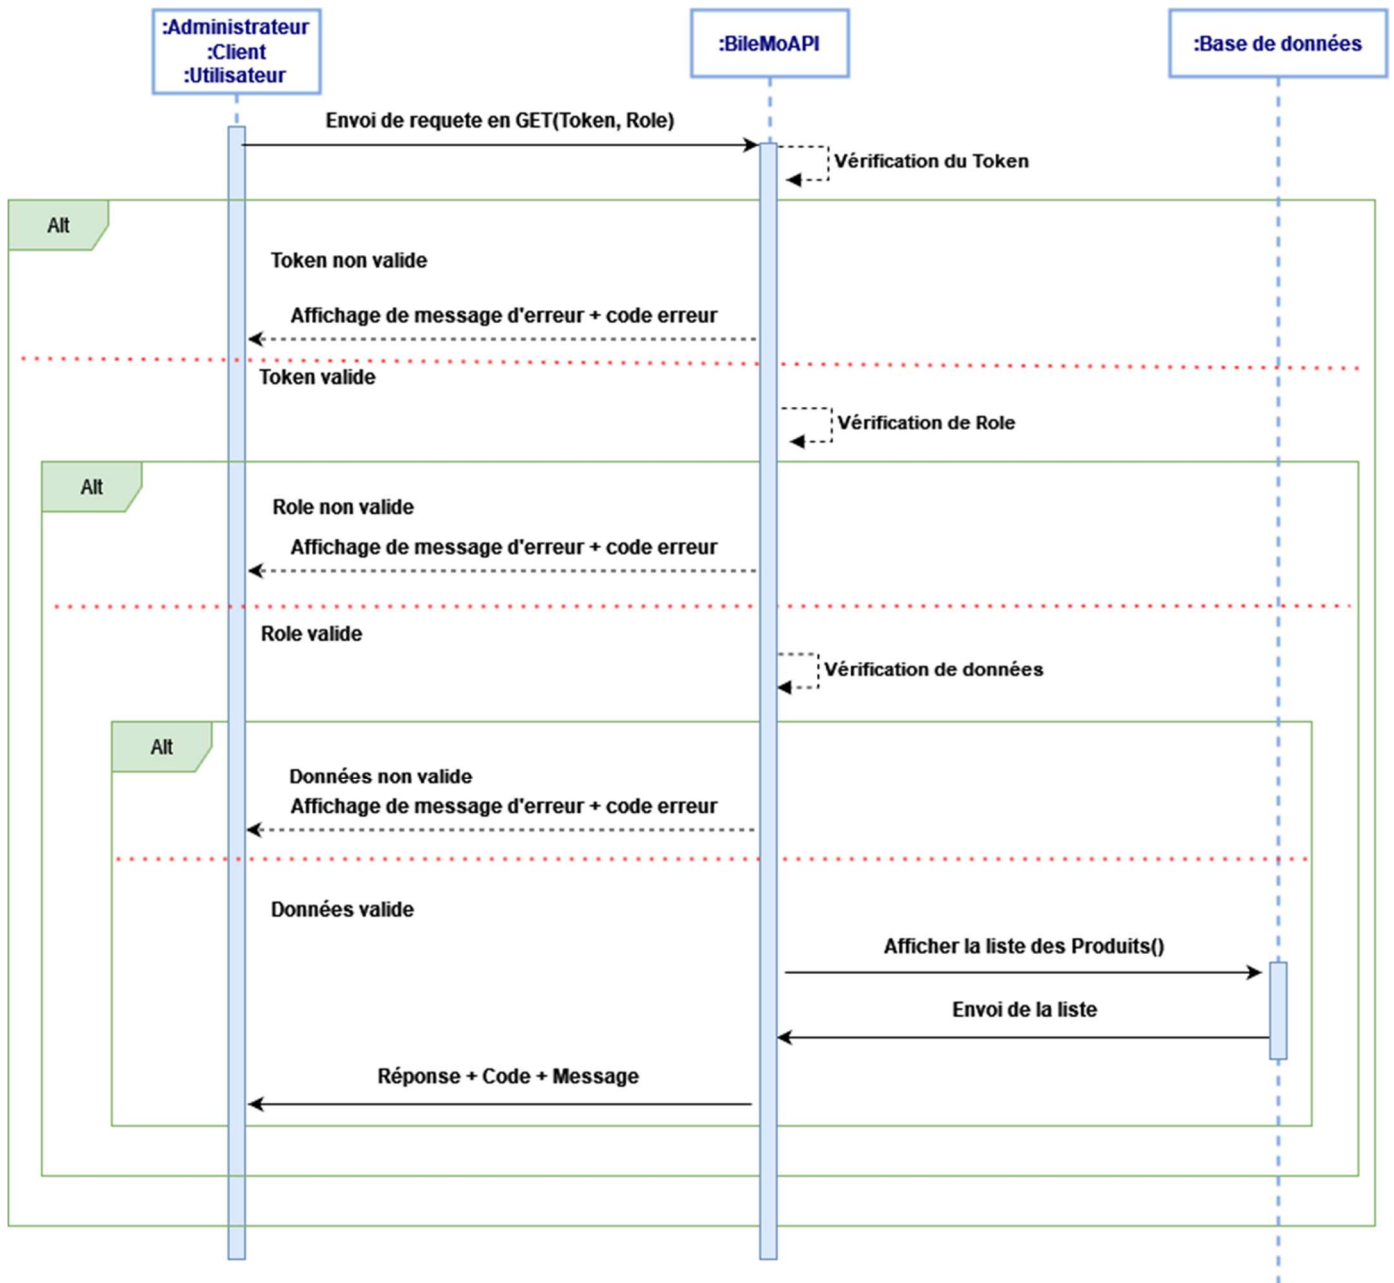 :Administrateur
:Client
:Utilisateur
:BileMoAPI
:Base de données
Envoi de requete en GET(Token, Role)
Vérification du Token
Alt
Token non valide
Affichage de message d'erreur + code erreur
Token valide
Vérification de Role
Alt
Role non valide
Affichage de message d'erreur + code erreur
Role valide
Vérification de données
Alt
Données non valide
Affichage de message d'erreur + code erreur
Données valide
Afficher la liste des Produits()
Envoi de la liste
Réponse + Code + Message